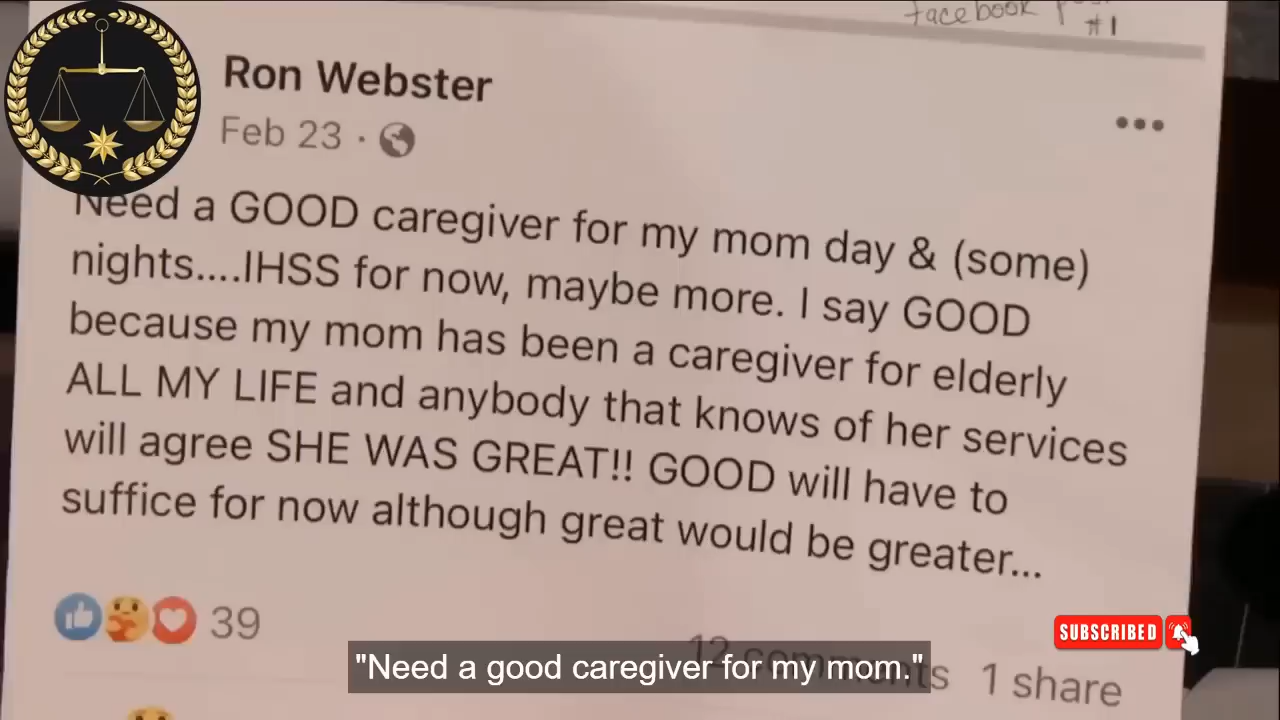 facebook
#1
Ron Webster
Feb 23 ·
Need a GOOD caregiver for my mom day & (some)
nights....IHSS for now, maybe more. I say GOOD
because my mom has been a caregiver for elderly
ALL MY LIFE and anybody that knows of her services
will agree SHE WAS GREAT!! GOOD will have to
suffice for now although great would be greater...
39
12 comments 1 share
SUBSCRIBED
"Need a good caregiver for my mom."